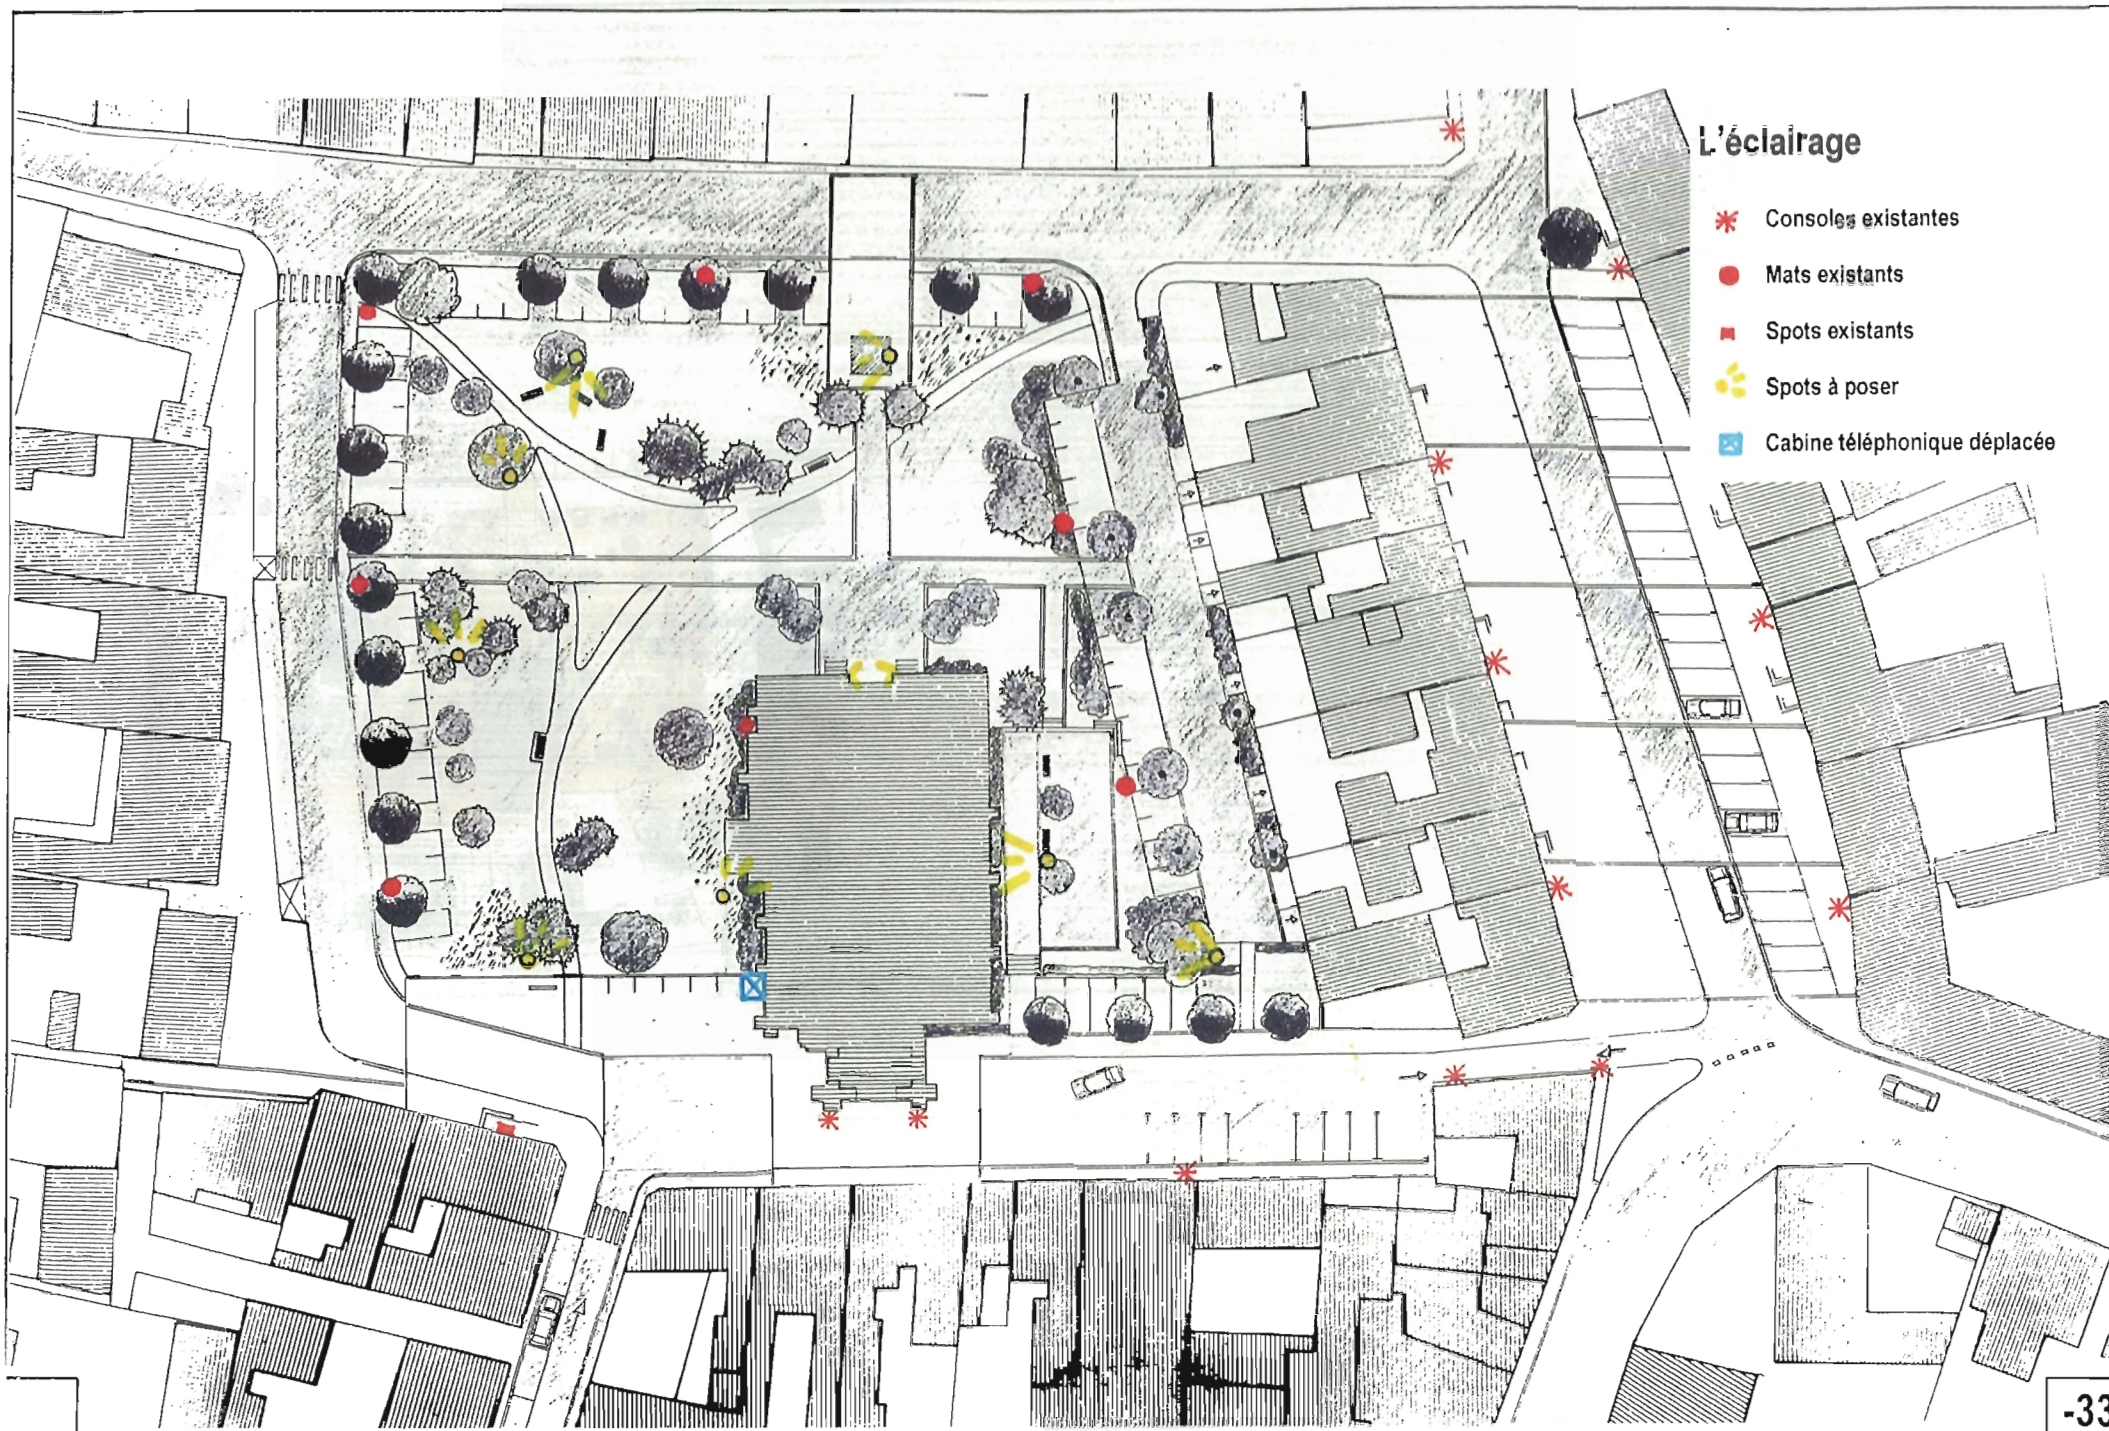 L'éclairage
Consoles existantes
Mats existants
Spots existants
Spots à poser
Cabine téléphonique déplacée
-33